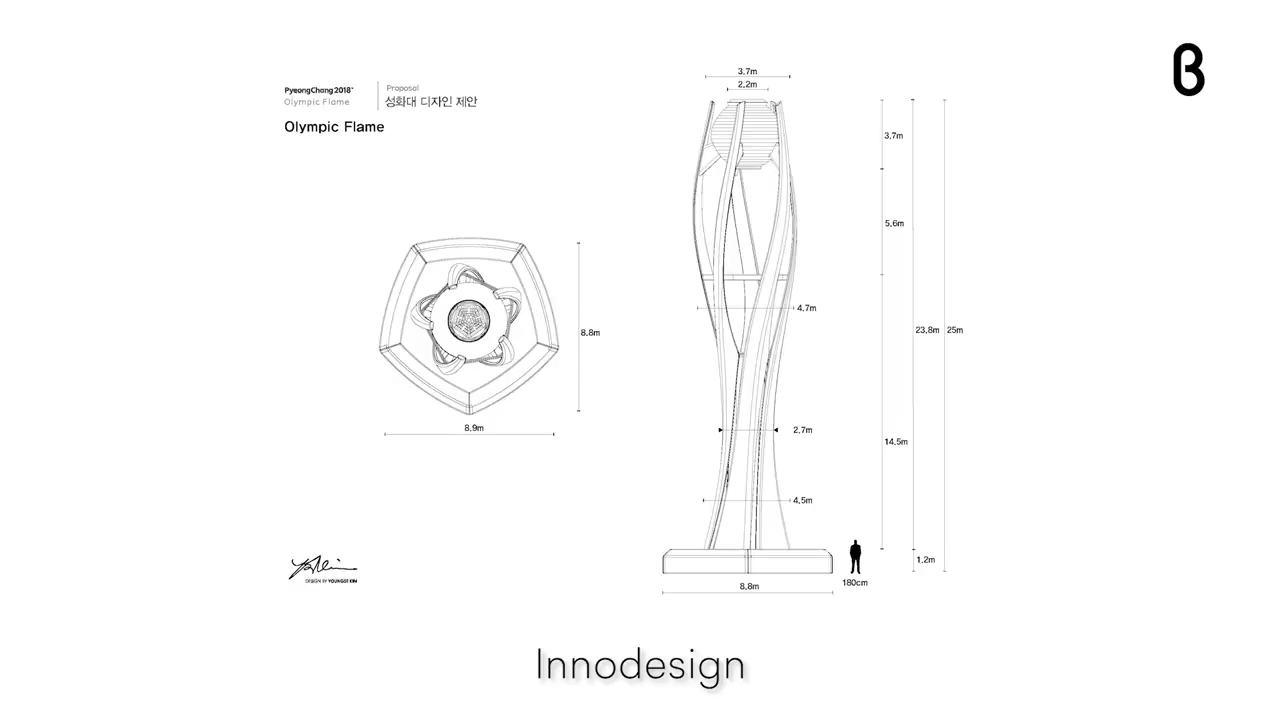 PyeongChang 2018™
Olympic Flame
Proposal
성화대 디자인 제안
Olympic Flame
3.7m
2.2m
3.7m
5.6m
4.7m
23.8m
25m
8.8m
8.9m
2.7m
14.5m
4.5m
1.2m
180cm
8.8m
DESIGN BY YOUNGSE KIM
Innodesign